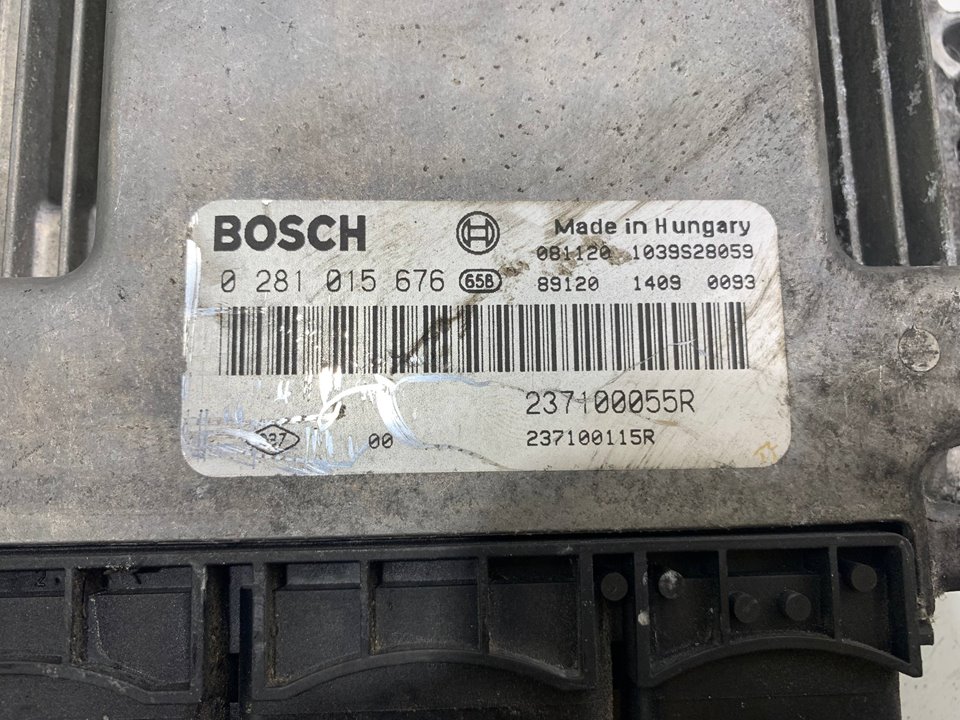 BOSCH
Made in Hungary
081120 1039S28059
0 281 015 676 658
89120 1409 0093
237100055R
00
237100115R